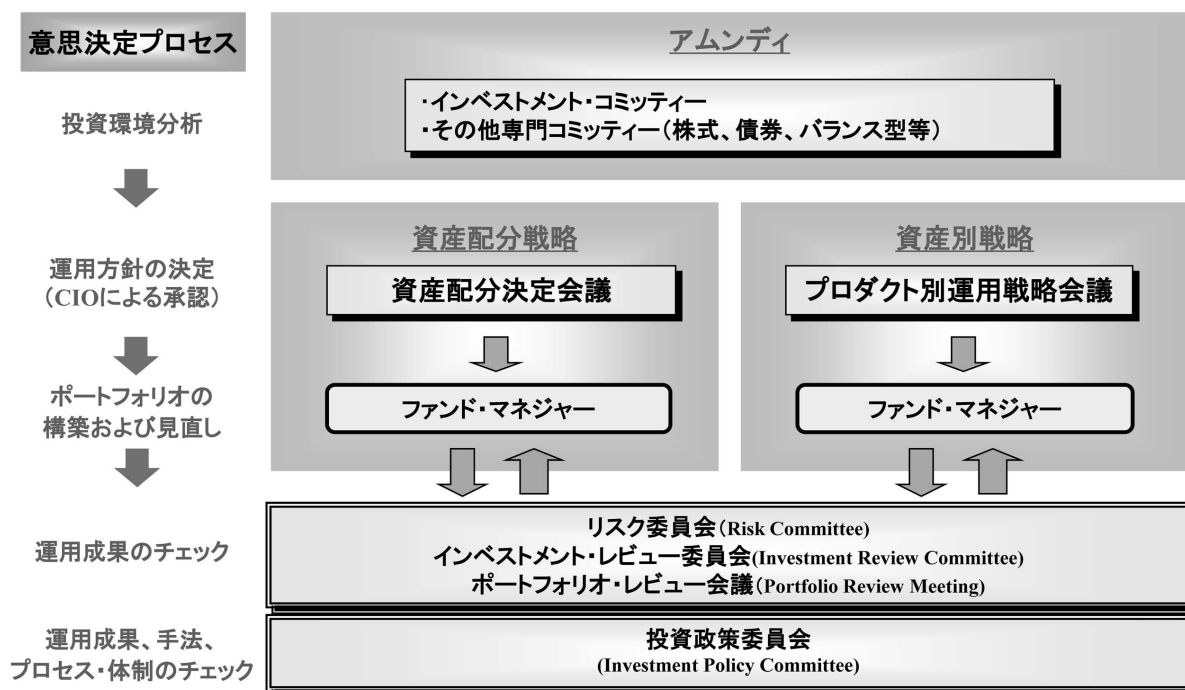 意思決定プロセス
アムンディ
・インベストメント・コミッティー
・その他専門コミッティー（株式、債券、バランス型等）
投資環境分析
資産配分戦略
資産別戦略
運用方針の決定
（CIOによる承認）
資産配分決定会議
プロダクト別運用戦略会議
ポートフォリオの
構築および見直し
ファンド・マネジャー
ファンド・マネジャー
運用成果のチェック
リスク委員会（Risk Committee）
インベストメント・レビュー委員会(Investment Review Committee)
ポートフォリオ・レビュー会議（Portfolio Review Meeting)
運用成果、手法、
プロセス・体制のチェック
投資政策委員会
(Investment Policy Committee)